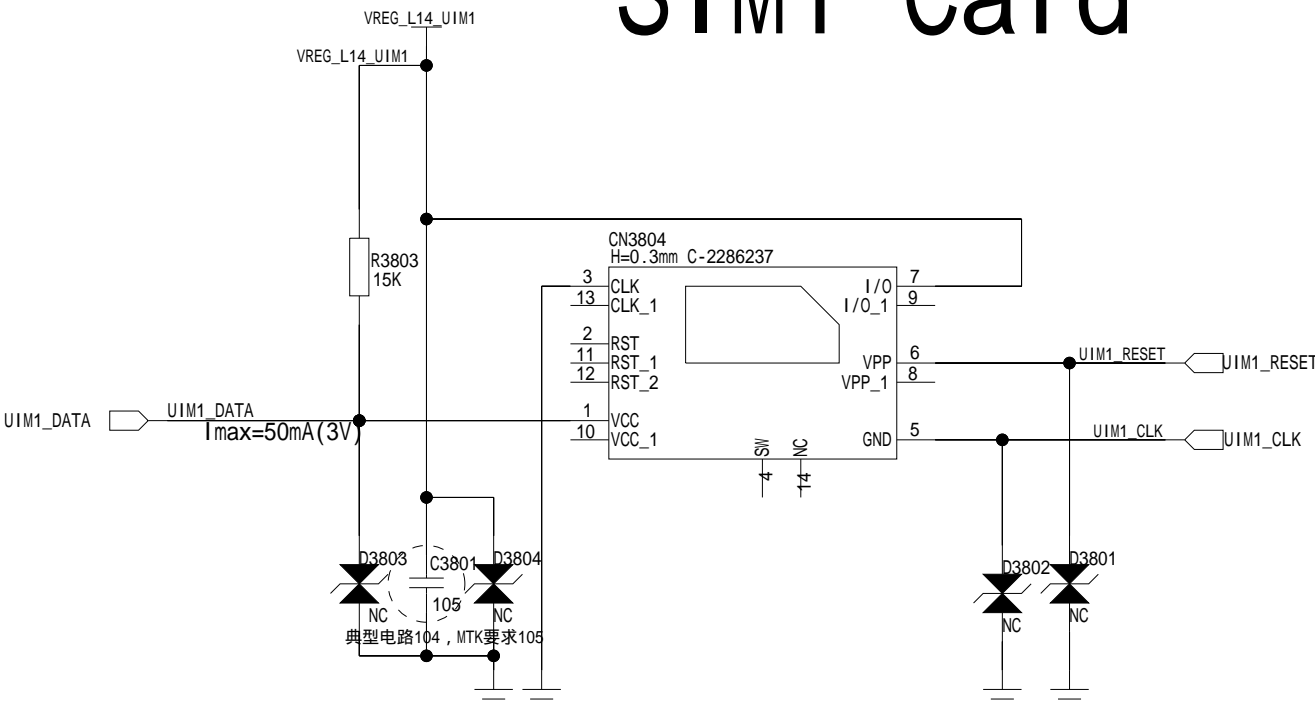 SIM1 Card
VREG_L14_UIM1
VREG_L14_UIM1
R3803
15K
CN3804
H=0.3mm C-2286237
3 CLK
13 CLK_1
2 RST
11 RST_1
12 RST_2
1 VCC
10 VCC_1
I/O 7
I/O_1 9
VPP 6
VPP_1 8
GND 5
SW 4
NC 14
UIM1_RESET UIM1_RESET
UIM1_CLK UIM1_CLK
UIM1_DATA UIM1_DATA
Imax=50mA(3V)
D3803 C3801 D3804
NC 105 NC
典型电路104，MTK要求105
D3802 D3801
NC NC